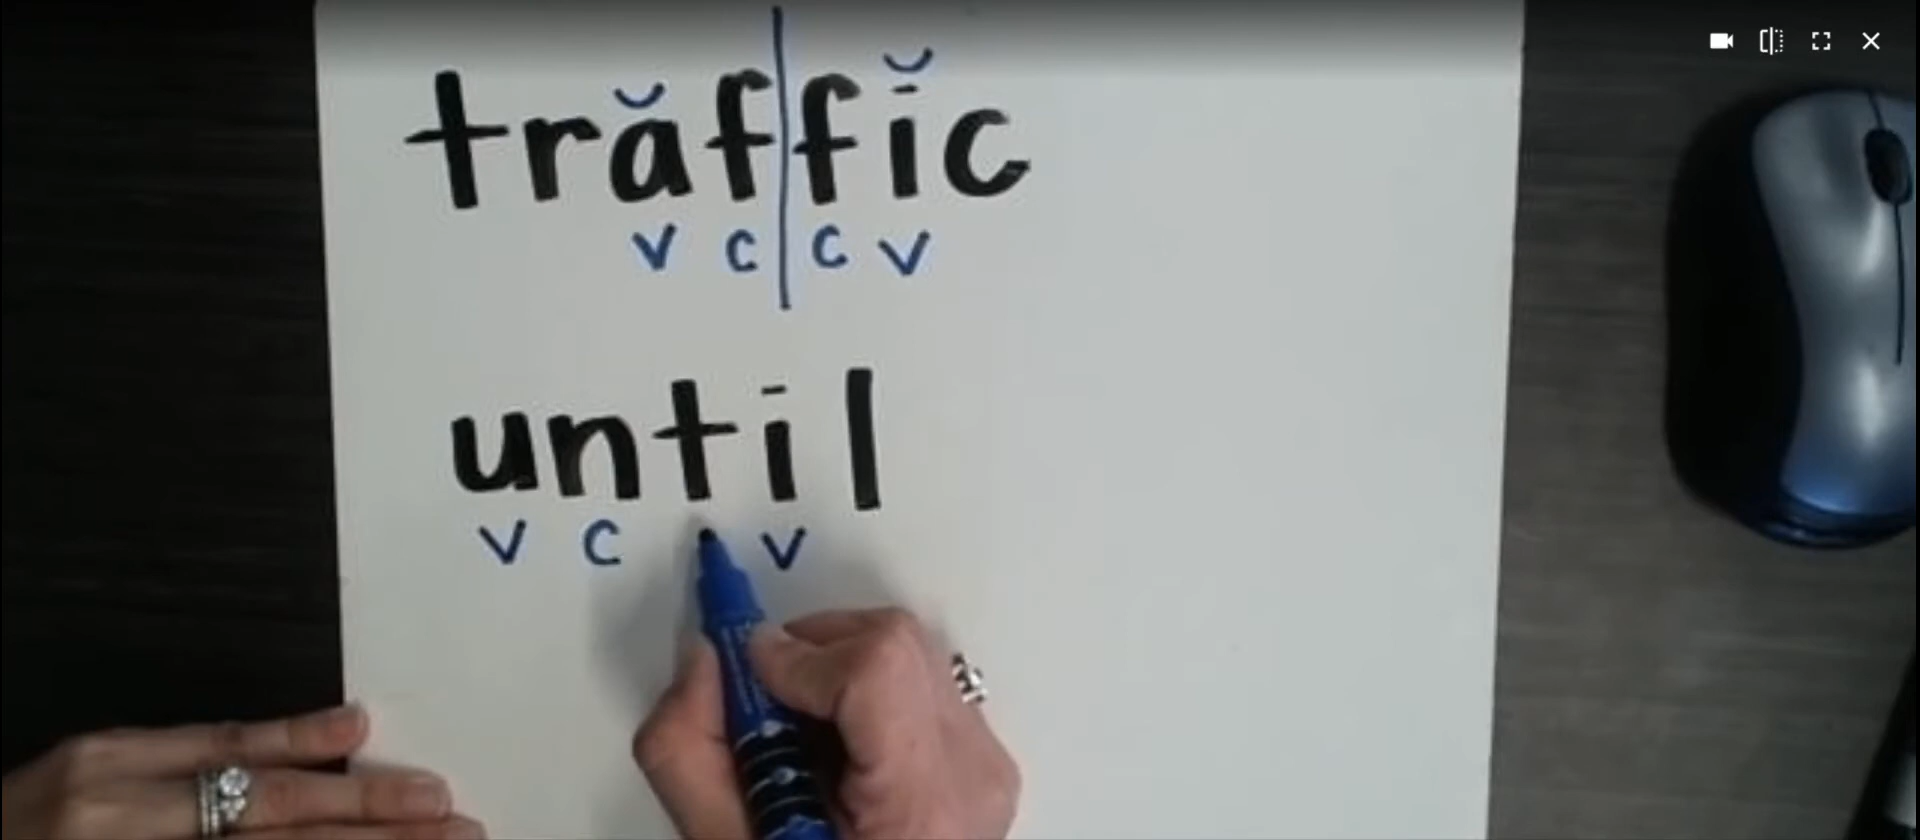 trăf|fĭc
v c c v
until
v c v